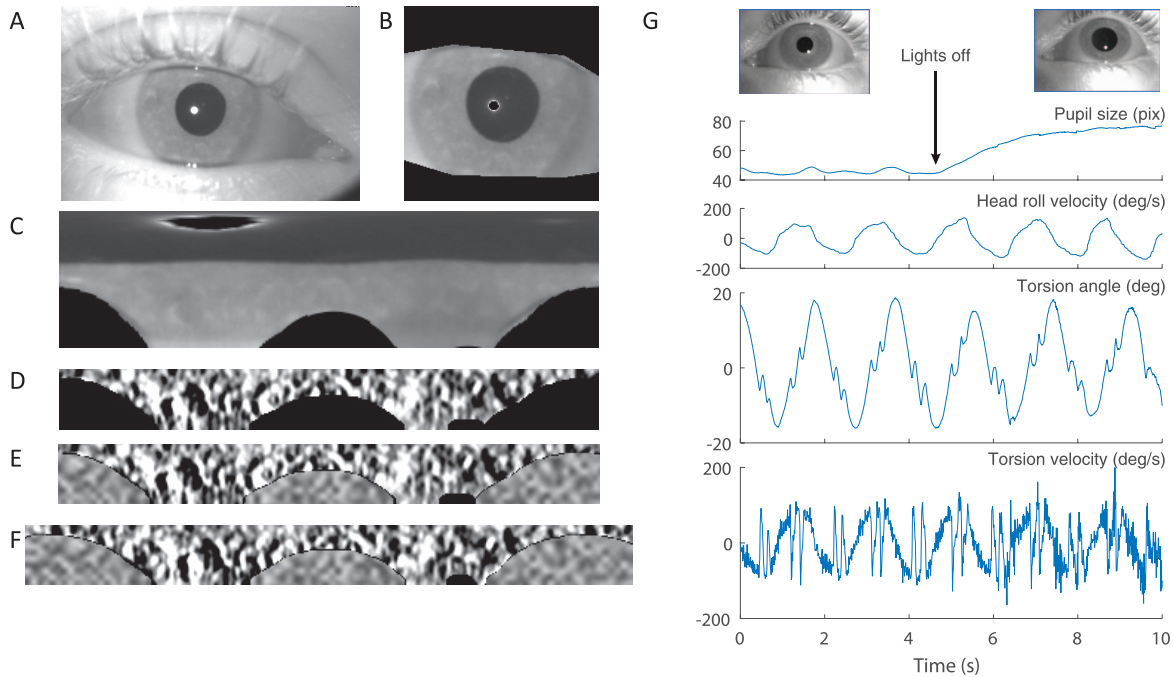 A
B
C
D
E
F
G
Lights off
Pupil size (pix)
80
60
40
Head roll velocity (deg/s)
200
0
-200
Torsion angle (deg)
20
0
-20
Torsion velocity (deg/s)
200
0
-200
0 2 4 6 8 10
Time (s)